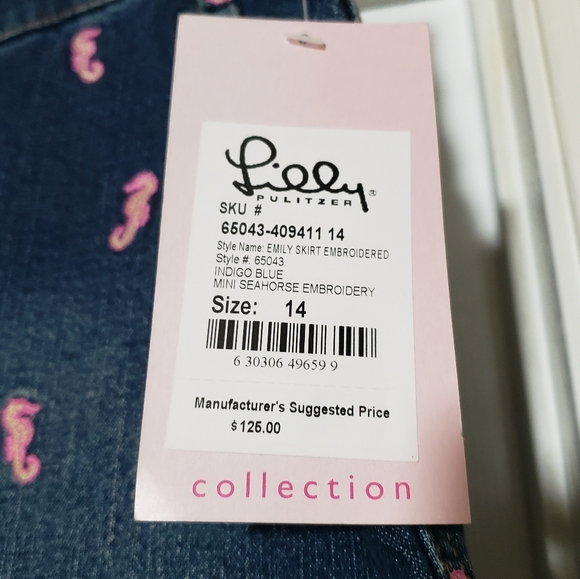 Lilly®
PULITZER
SKU #
65043-409411 14
Style Name: EMILY SKIRT EMBROIDERED
Style #: 65043
INDIGO BLUE
MINI SEAHORSE EMBROIDERY
Size: 14
6 30306 49659 9
Manufacturer's Suggested Price
$125.00
collection